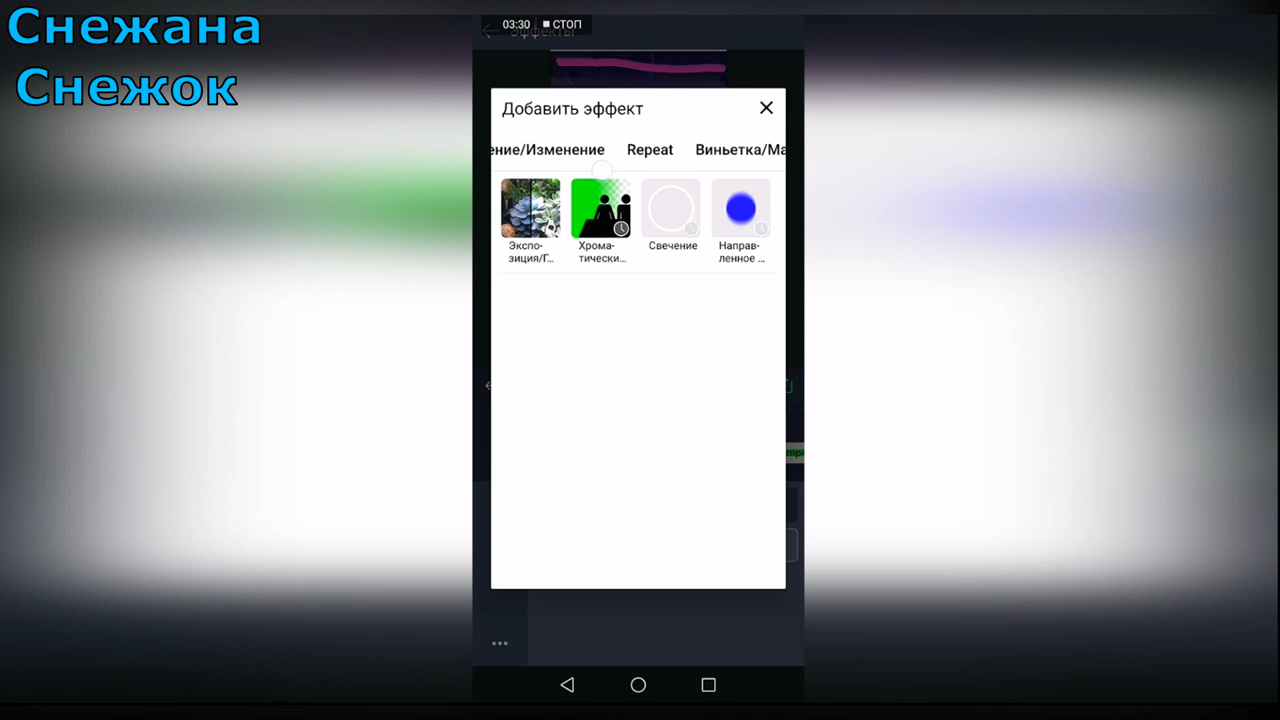 Снежана
Снежок
03:30 СТОП
Эффекты
Добавить эффект
ение/Изменение Repeat Виньетка/Ма
Экспо-
зиция/Г...
Хрома-
тически...
Свечение
Направ-
ленное ...